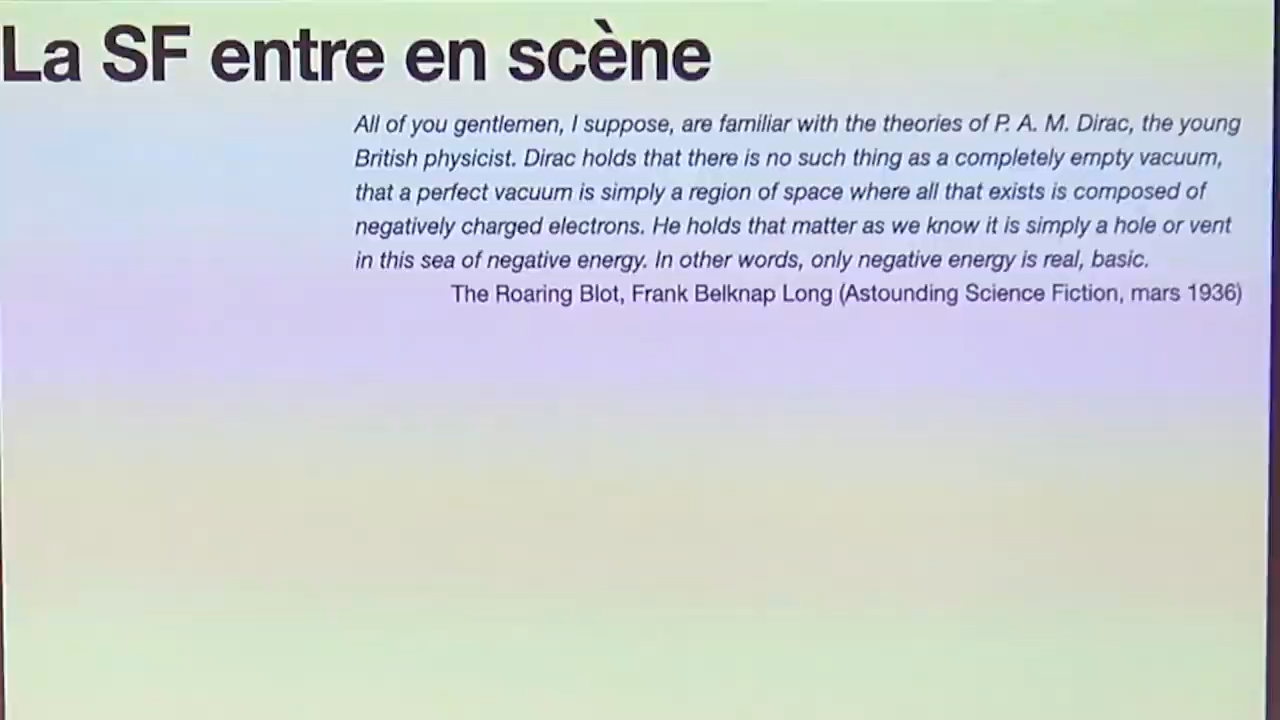 La SF entre en scène
All of you gentlemen, I suppose, are familiar with the theories of P. A. M. Dirac, the young
British physicist. Dirac holds that there is no such thing as a completely empty vacuum,
that a perfect vacuum is simply a region of space where all that exists is composed of
negatively charged electrons. He holds that matter as we know it is simply a hole or vent
in this sea of negative energy. In other words, only negative energy is real, basic.
The Roaring Blot, Frank Belknap Long (Astounding Science Fiction, mars 1936)